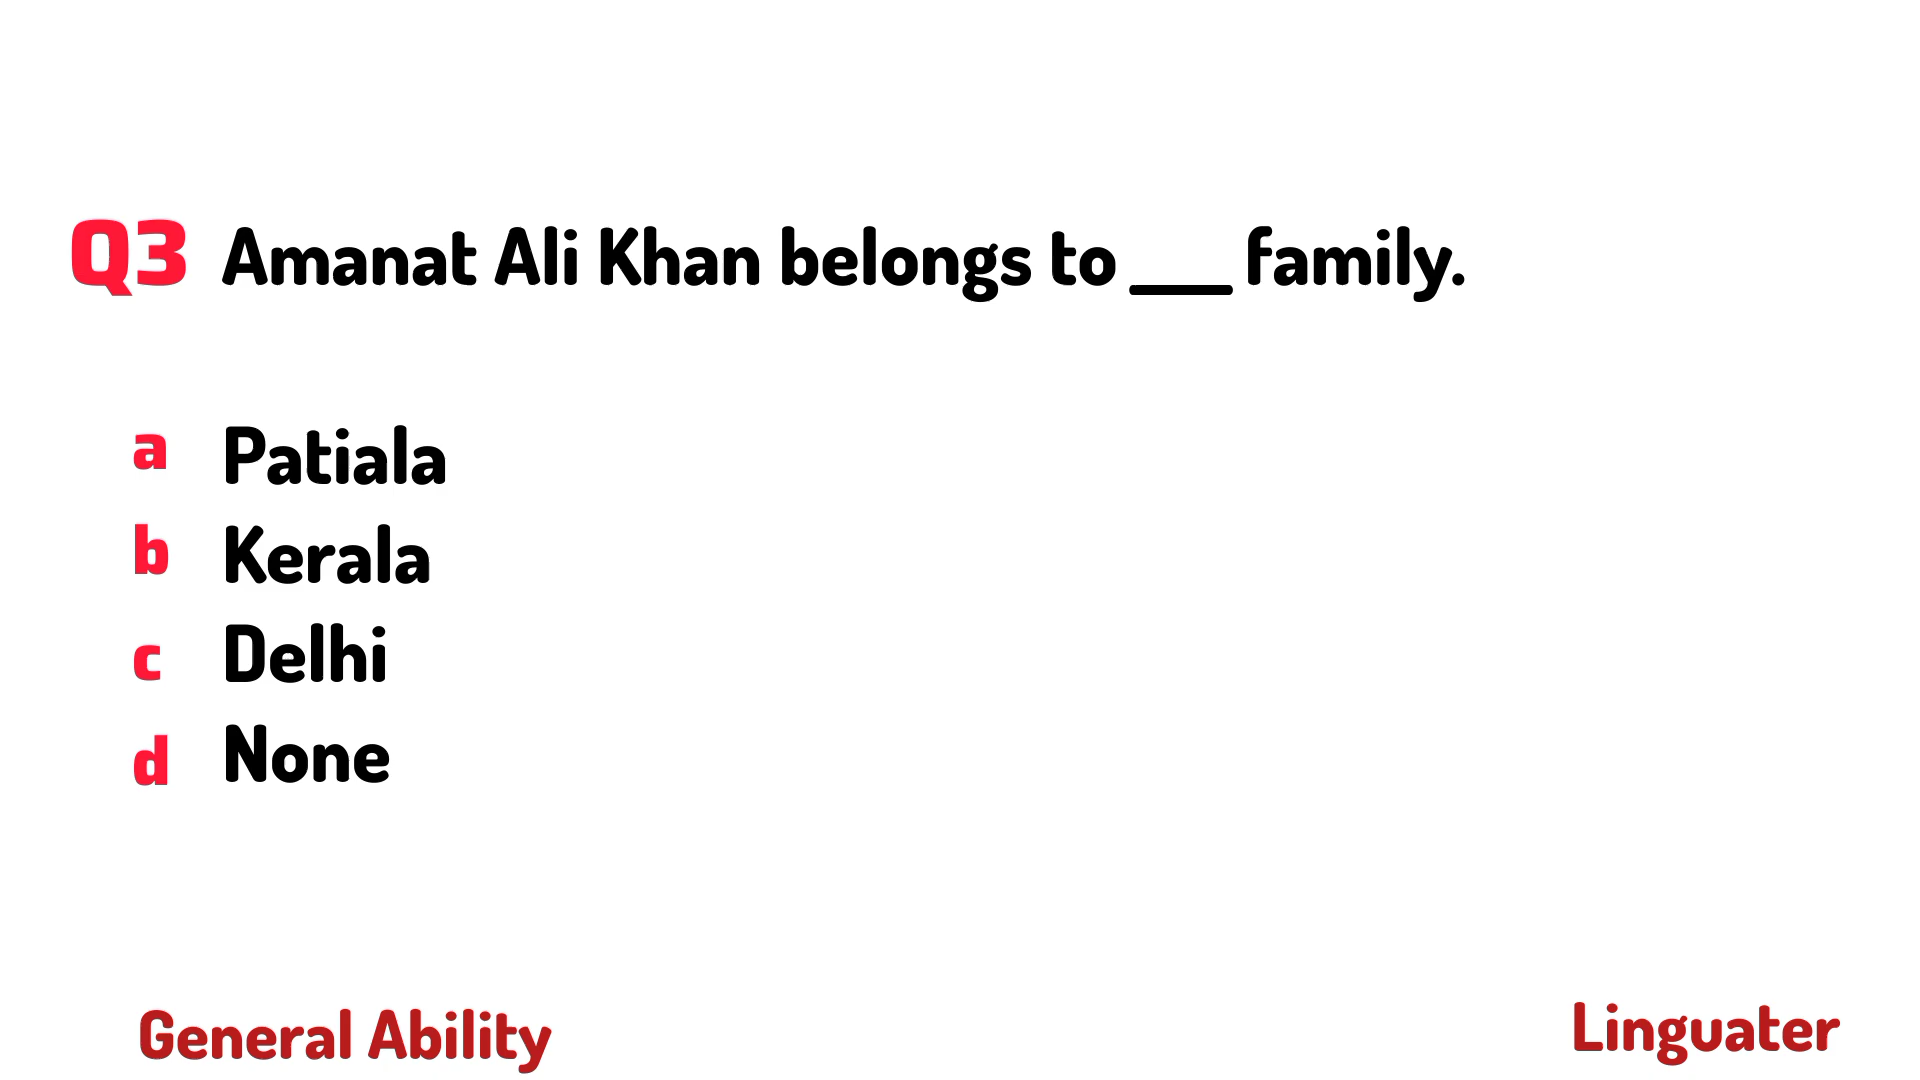 Q3 Amanat Ali Khan belongs to ___ family.
a Patiala
b Kerala
c Delhi
d None
General Ability
Linguater